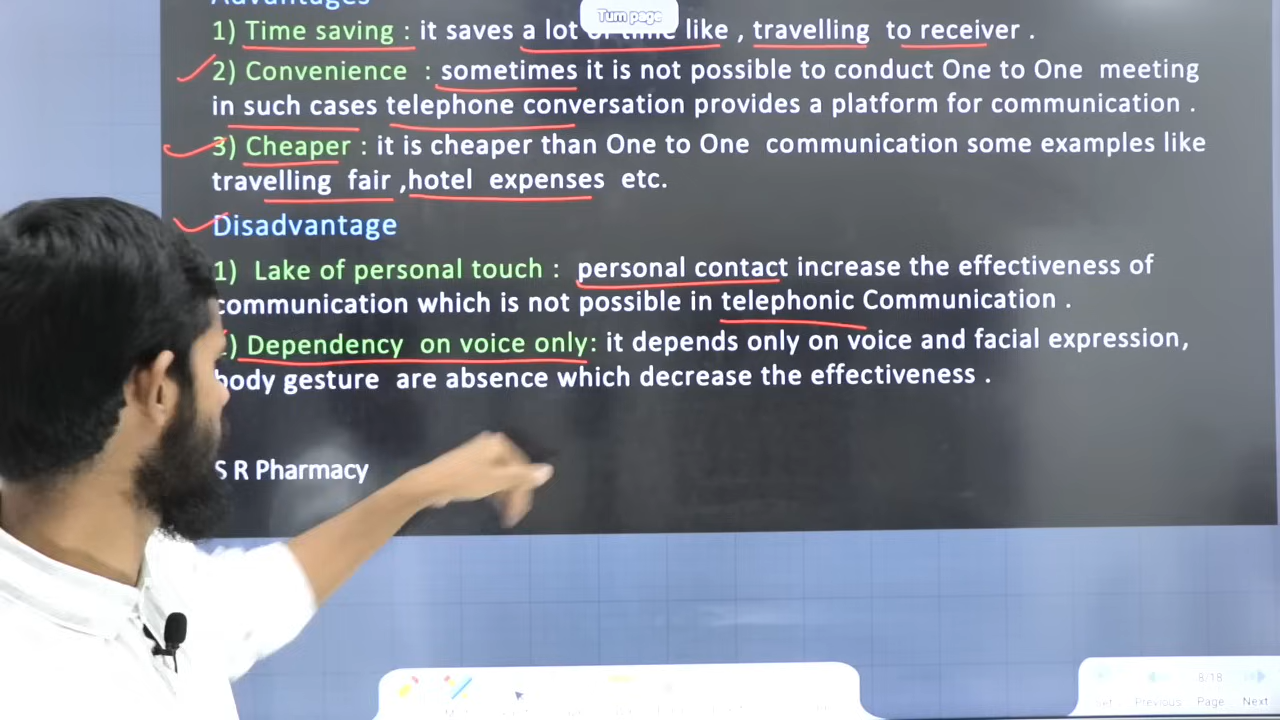 Advantages
Turn page
1) Time saving : it saves a lot of time like , travelling to receiver .
2) Convenience : sometimes it is not possible to conduct One to One meeting
in such cases telephone conversation provides a platform for communication .
3) Cheaper : it is cheaper than One to One communication some examples like
travelling fair ,hotel expenses etc.
Disadvantage
1) Lake of personal touch : personal contact increase the effectiveness of
communication which is not possible in telephonic Communication .
2) Dependency on voice only: it depends only on voice and facial expression,
body gesture are absence which decrease the effectiveness .
S R Pharmacy
8/18
Set Previous Page Next